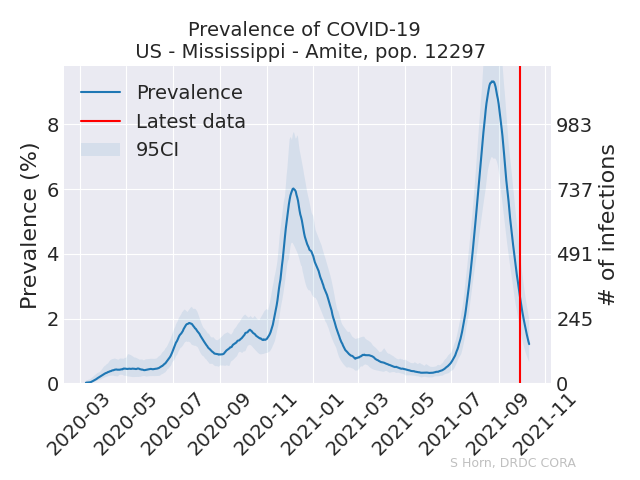 Prevalence of COVID-19
US - Mississippi - Amite, pop. 12297
Prevalence
Latest data
95CI
Prevalence (%)
8
6
4
2
0
983
737
491
245
0
# of infections
2020-03
2020-05
2020-07
2020-09
2020-11
2021-01
2021-03
2021-05
2021-07
2021-09
2021-11
S Horn, DRDC CORA